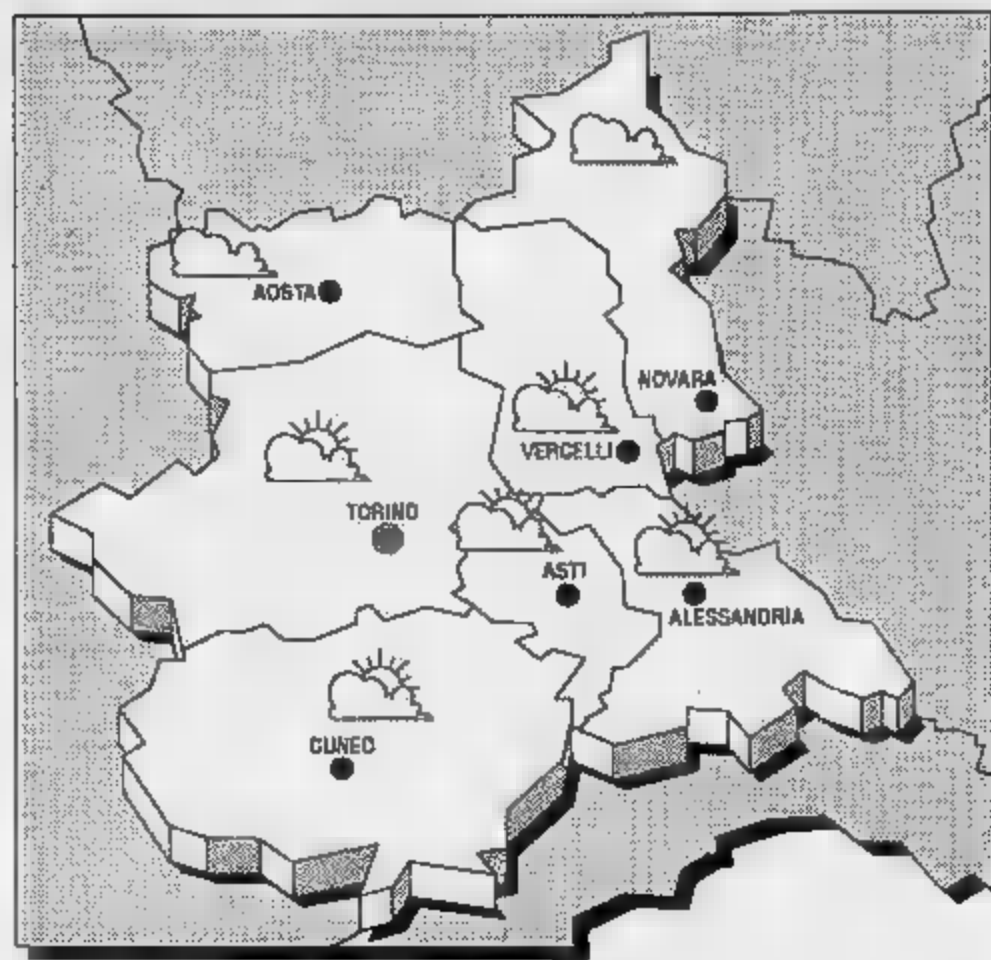 AOSTA
NOVARA
VERCELLI
TORINO
ASTI
ALESSANDRIA
CUNEO